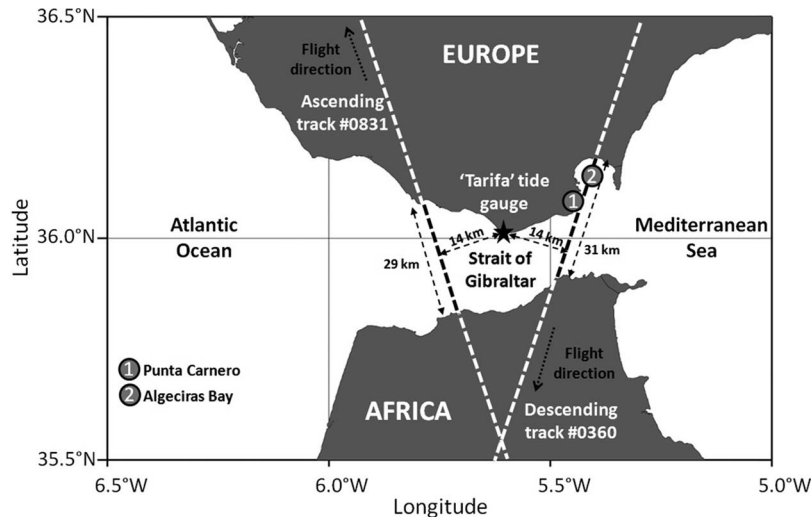 36.5°N
Flight
direction
EUROPE
Ascending
track #0831
'Tarifa' tide
gauge
2
1
Latitude
Atlantic
Ocean
36.0°N
14 km
14 km
31 km
Mediterranean
Sea
29 km
Strait of
Gibraltar
1 Punta Carnero
2 Algeciras Bay
Flight
direction
AFRICA
Descending
track #0360
35.5°N
6.5°W
6.0°W
5.5°W
5.0°W
Longitude